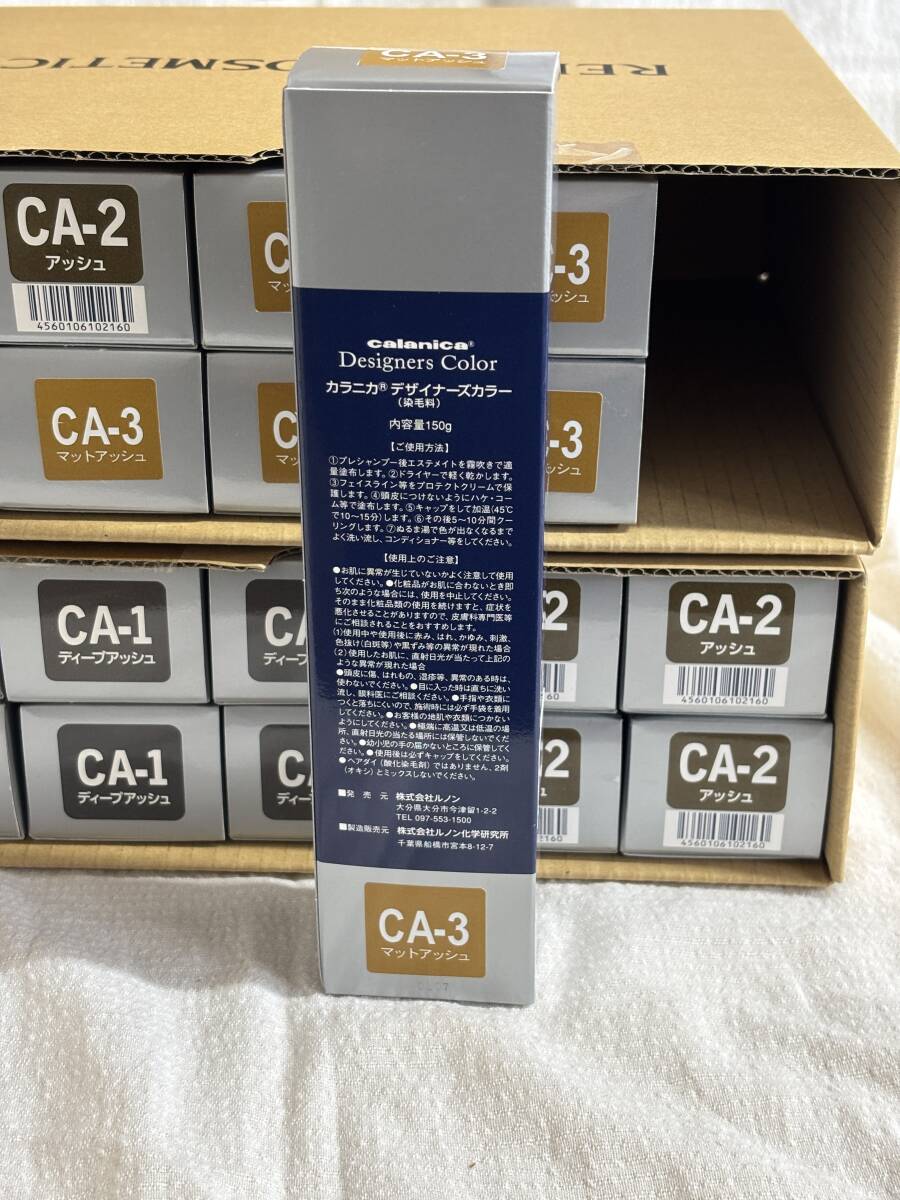 CA-3
マットアッシュ
OSMETIC
CA-2
アッシュ
4560106102160
-3
CA-3
マットアッシュ
-3
CA-1
ディープアッシュ
CA-2
アッシュ
4560106102160
CA-1
ディープアッシュ
CA-2
アッシュ
4560106102160
calanica®
Designers Color
カラニカ® デザイナーズカラー
（染毛料）
内容量150g
【ご使用方法】
①プレシャンプー後エステメイトを霧吹きで適
量塗布します。②ドライヤーで軽く乾かします。
③フェイスライン等をプロテクトクリームで保
護します。④頭皮につけないようにハケ・コー
ム等で塗布します。⑤キャップをして加温(45℃
で10〜15分)します。⑥その後5〜10分間クー
リングします。⑦ぬるま湯で色が出なくなるまで
よく洗い流し、コンディショナー等をしてください。
【使用上のご注意】
●お肌に異常が生じていないかよく注意して使用
してください。●化粧品がお肌に合わないとき即
ち次のような場合には、使用を中止してください。
そのまま化粧品類の使用を続けますと、症状を
悪化させることがありますので、皮膚科専門医等
にご相談されることをおすすめします。
(1)使用中や使用後に赤み、はれ、かゆみ、刺激、
色抜け(白斑等)や黒ずみ等の異常が現れた場合
(2)使用したお肌に、直射日光が当たって上記の
ような異常が現れた場合
●頭皮に傷、はれもの、湿疹等、異常のある時は、
使わないでください。●目に入った時は直ちに洗い
流し、眼科医にご相談ください。●手指や衣類に
つくと落ちにくいので、施術時には必ず手袋を着用
してください。●お客様の地肌や衣類につかない
ようにしてください。●極端に高温又は低温の場
所、直射日光の当たる場所には保管しないでくだ
さい。●幼小児の手の届かないところに保管してく
ださい。●使用後は必ずキャップをしてください。
●ヘアダイ(酸化染毛剤)ではありません、2剤
(オキシ)とミックスしないでください。
■発 売 元 株式会社ルノン
大分県大分市今津留1-2-2
TEL 097-553-1500
■製造販売元 株式会社ルノン化学研究所
千葉県船橋市宮本8-12-7
CA-3
マットアッシュ